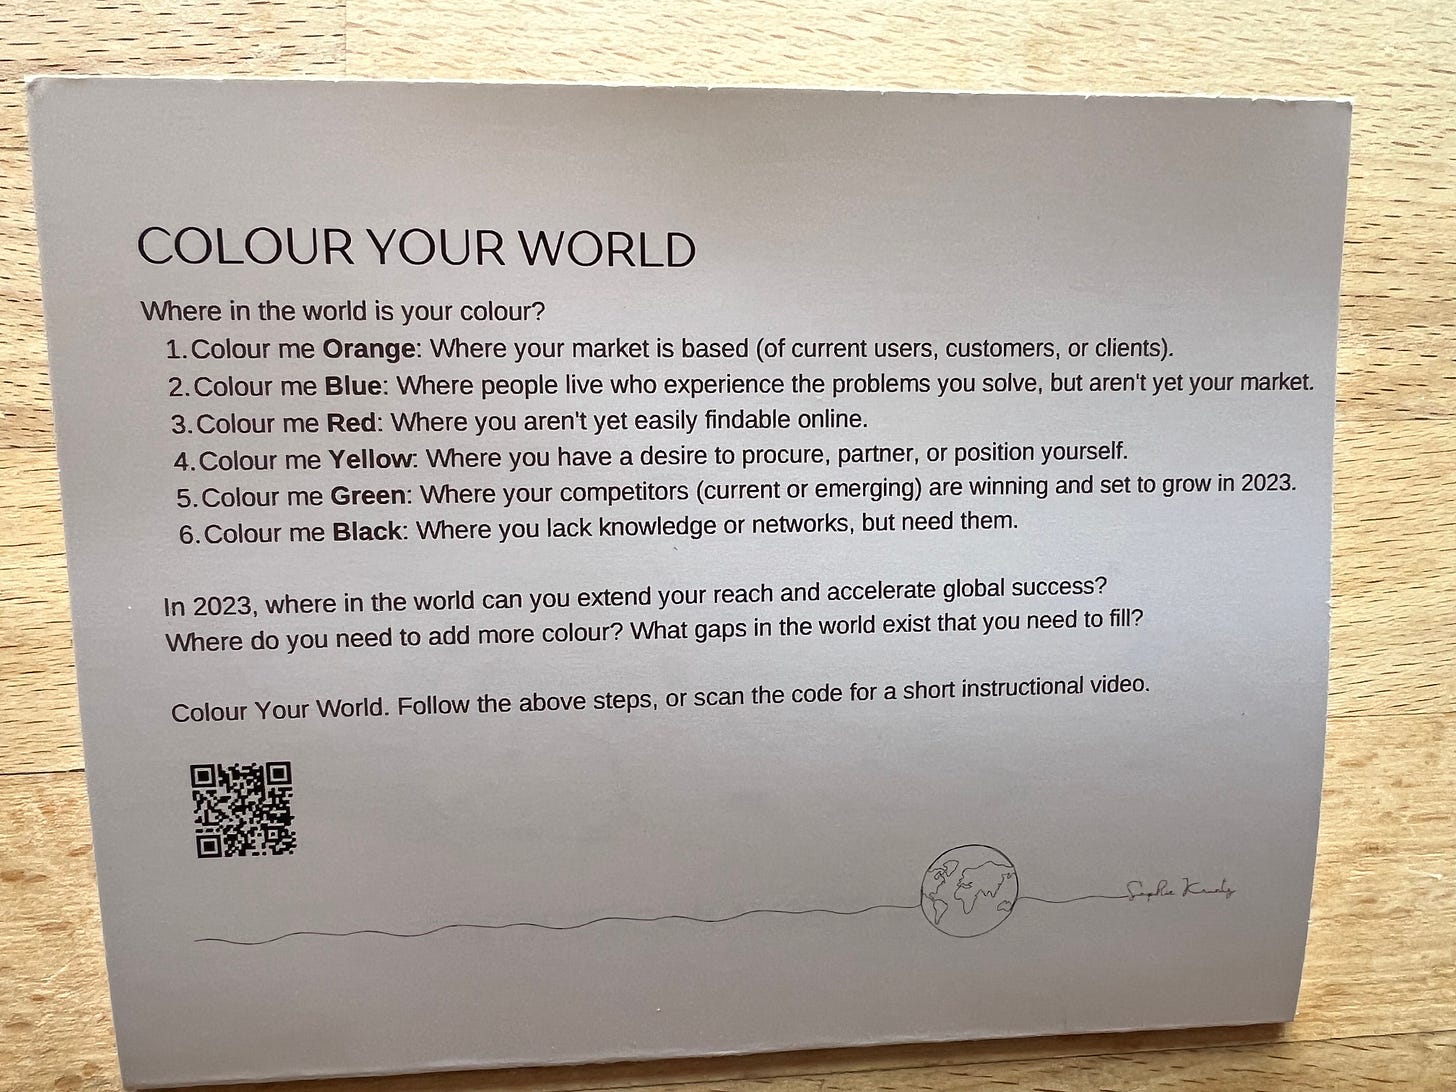 COLOUR YOUR WORLD
Where in the world is your colour?
1. Colour me Orange: Where your market is based (of current users, customers, or clients).
2. Colour me Blue: Where people live who experience the problems you solve, but aren't yet your market.
3. Colour me Red: Where you aren't yet easily findable online.
4. Colour me Yellow: Where you have a desire to procure, partner, or position yourself.
5. Colour me Green: Where your competitors (current or emerging) are winning and set to grow in 2023.
6. Colour me Black: Where you lack knowledge or networks, but need them.
In 2023, where in the world can you extend your reach and accelerate global success?
Where do you need to add more colour? What gaps in the world exist that you need to fill?
Colour Your World. Follow the above steps, or scan the code for a short instructional video.
Sophie